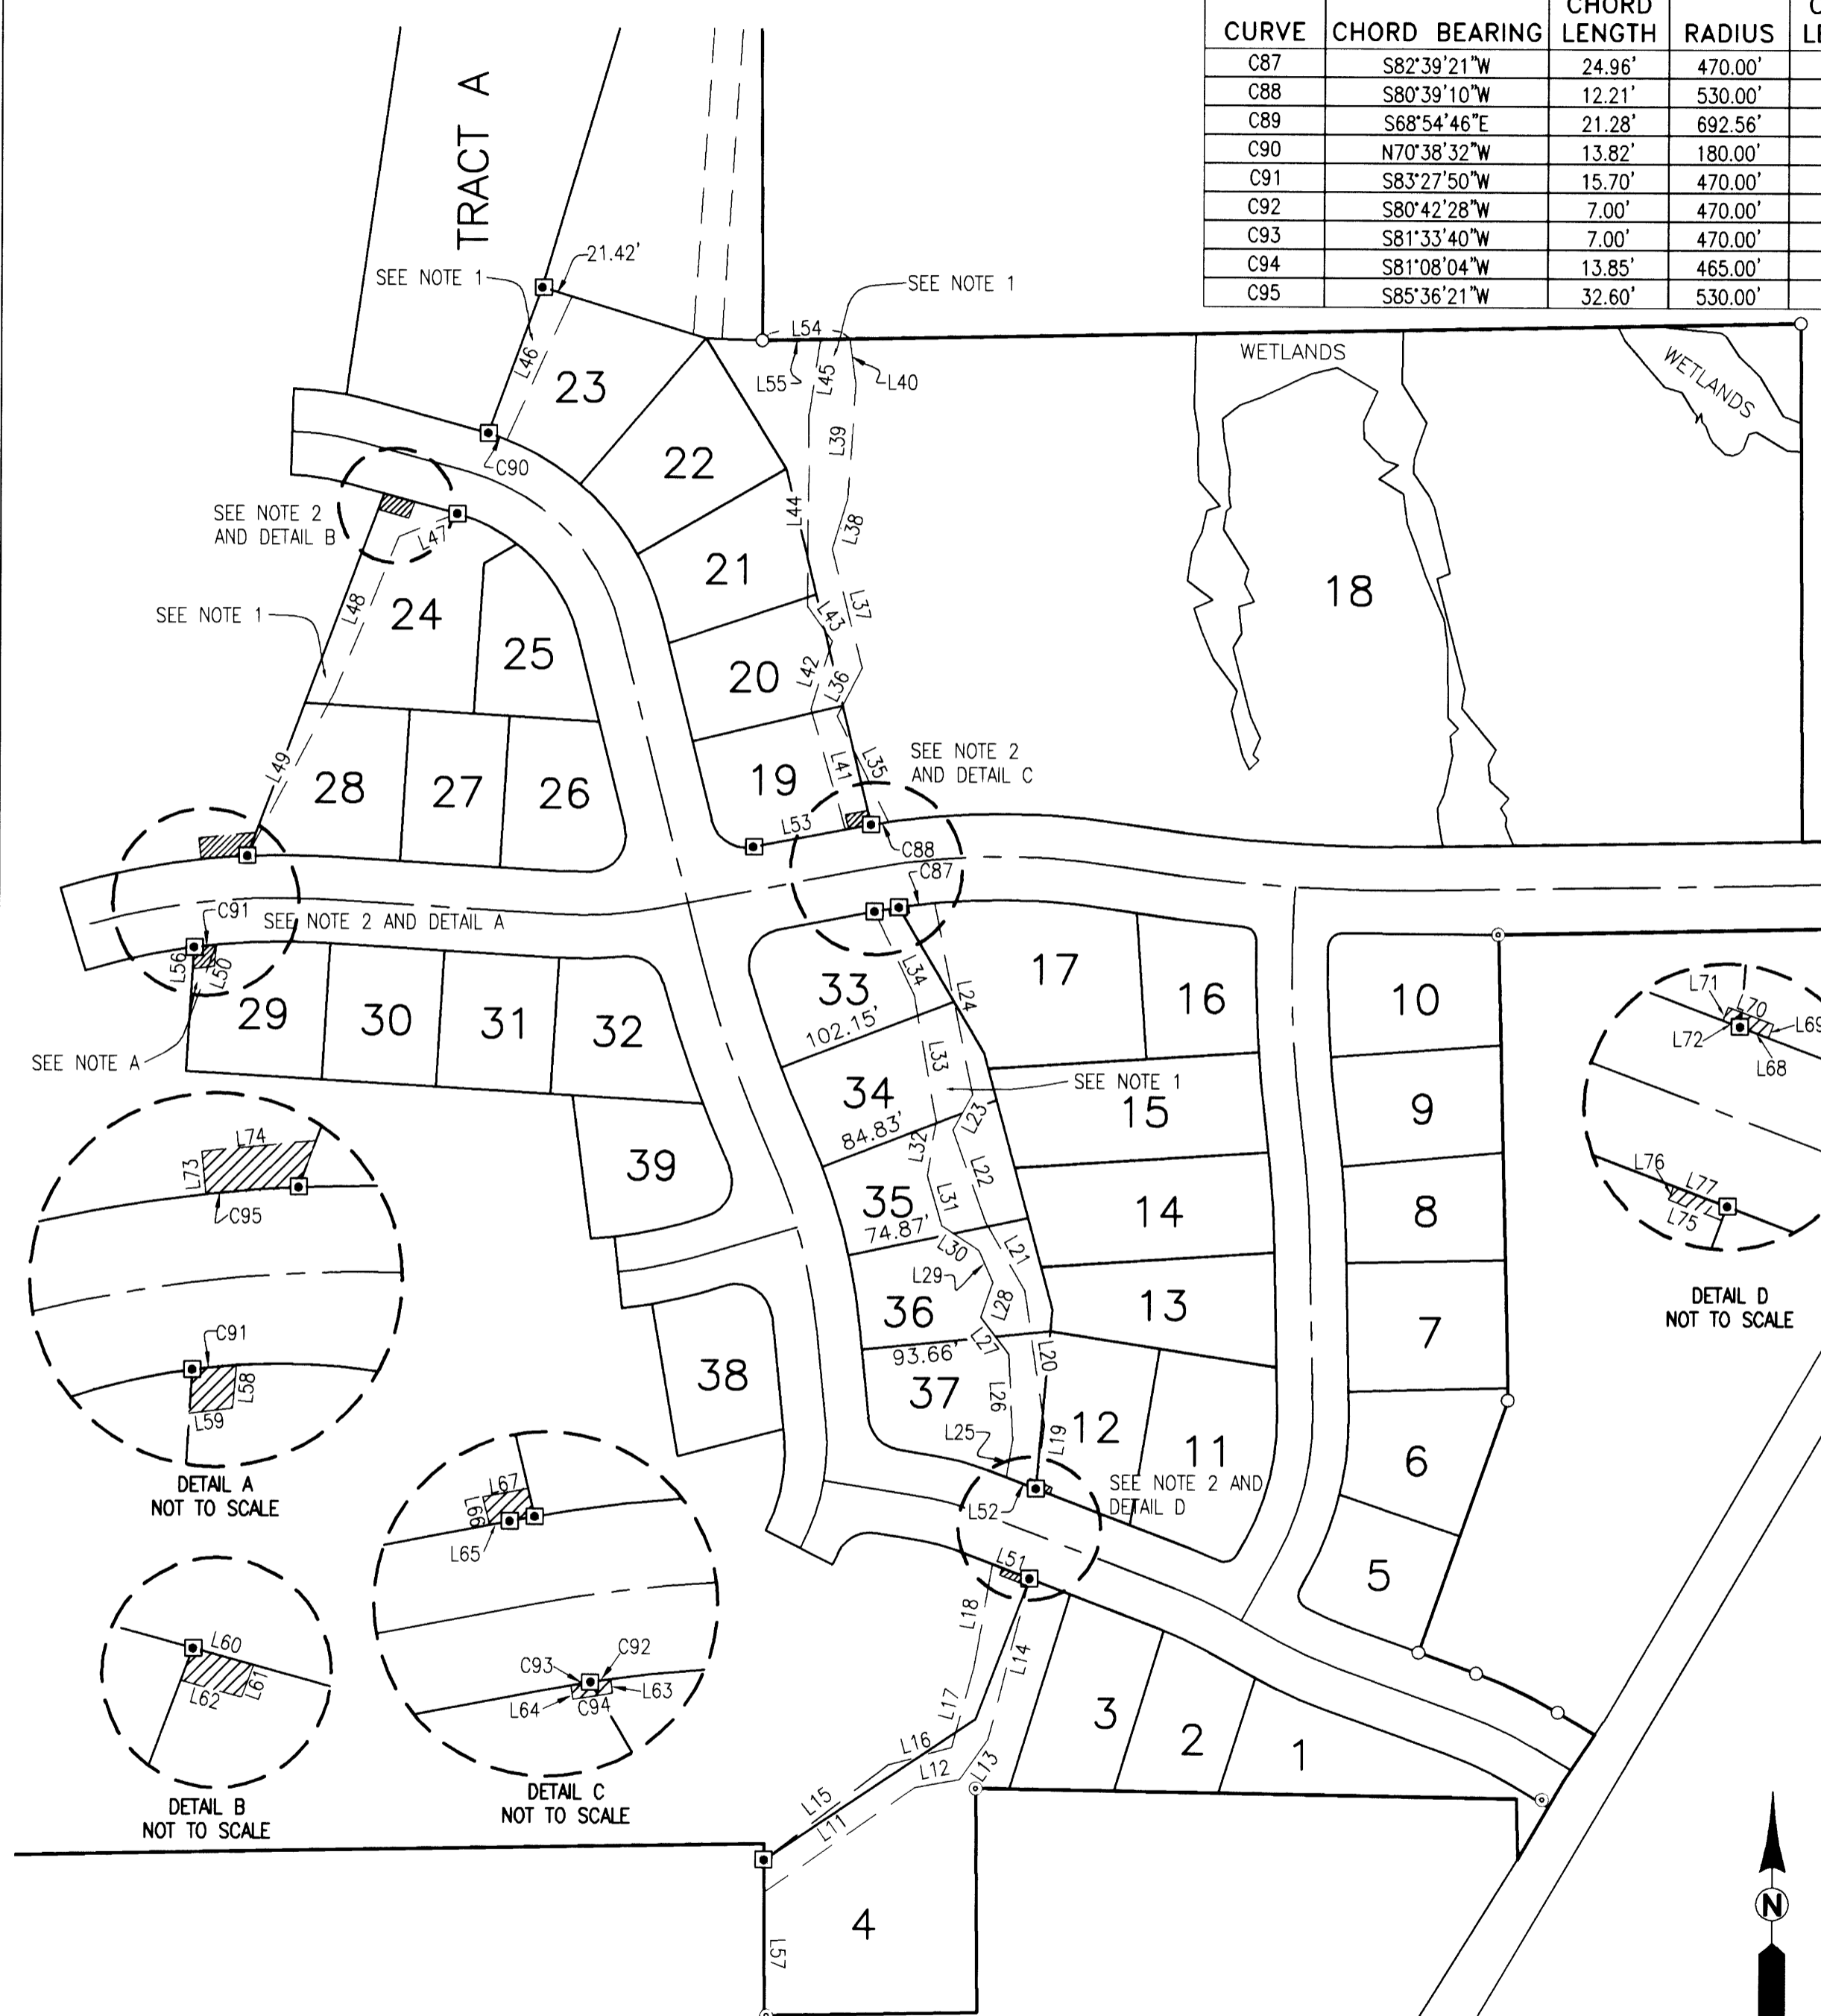 CHORD
CURVE CHORD BEARING LENGTH RADIUS
C87 S82°39'21"W 24.96' 470.00'
C88 S80°39'10"W 12.21' 530.00'
C89 S68°54'46"E 21.28' 692.56'
C90 N70°38'32"W 13.82' 180.00'
C91 S83°27'50"W 15.70' 470.00'
C92 S80°42'28"W 7.00' 470.00'
C93 S81°33'40"W 7.00' 470.00'
C94 S81°08'04"W 13.85' 465.00'
C95 S85°36'21"W 32.60' 530.00'
TRACT A
21.42'
SEE NOTE 1
SEE NOTE 1
L54
L46
L55
L45
L40
WETLANDS
WETLANDS
23
L39
C90
22
L44
SEE NOTE 2
AND DETAIL B
L47
L38
21
18
L48
SEE NOTE 1
24
L43
L37
25
20
L42
L36
L49
28
27
26
19
L41
L35
SEE NOTE 2
AND DETAIL C
L53
C88
C87
C91
SEE NOTE 2 AND DETAIL A
L56
L50
29
30
31
32
33
L34
L24
17
16
10
102.15'
SEE NOTE A
L33
SEE NOTE 1
34
L23
15
9
84.83'
L32
39
L22
35
L31
14
8
74.87'
L30
L21
L29
36
L28
13
7
L27
93.66'
L20
38
37
L26
L25
L19
12
11
6
SEE NOTE 2 AND
DETAIL D
L52
L51
5
L18
L14
L17
3
2
1
L16
L12
L13
L15
L11
4
L57
L74
L73
C95
C91
L58
L59
DETAIL A
NOT TO SCALE
L60
L61
L62
DETAIL B
NOT TO SCALE
L67
L66
L65
C92
C93
L63
L64
C94
DETAIL C
NOT TO SCALE
L71
L70
L69
L72
L68
L76
L77
L75
DETAIL D
NOT TO SCALE
N